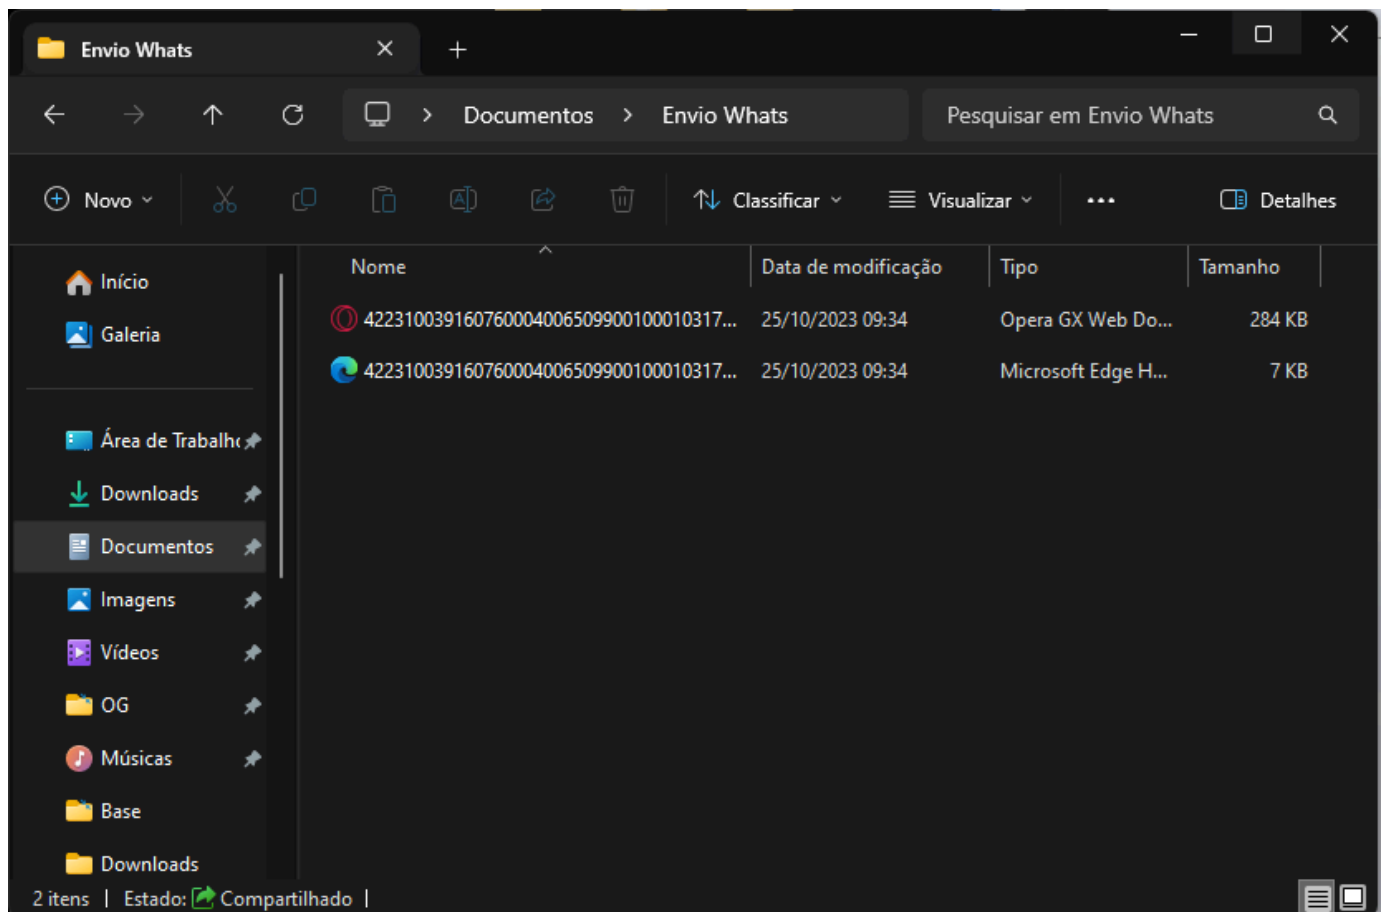 Envio Whats
Documentos > Envio Whats
Pesquisar em Envio Whats
Novo
Classificar
Visualizar
Detalhes
Nome Data de modificação Tipo Tamanho
42231003916076000400650990010001031‌7... 25/10/2023 09:34 Opera GX Web Do... 284 KB
42231003916076000400650990010001031‌7... 25/10/2023 09:34 Microsoft Edge H... 7 KB
Início
Galeria
Área de Trabalho
Downloads
Documentos
Imagens
Vídeos
OG
Músicas
Base
Downloads
2 itens | Estado: Compartilhado |